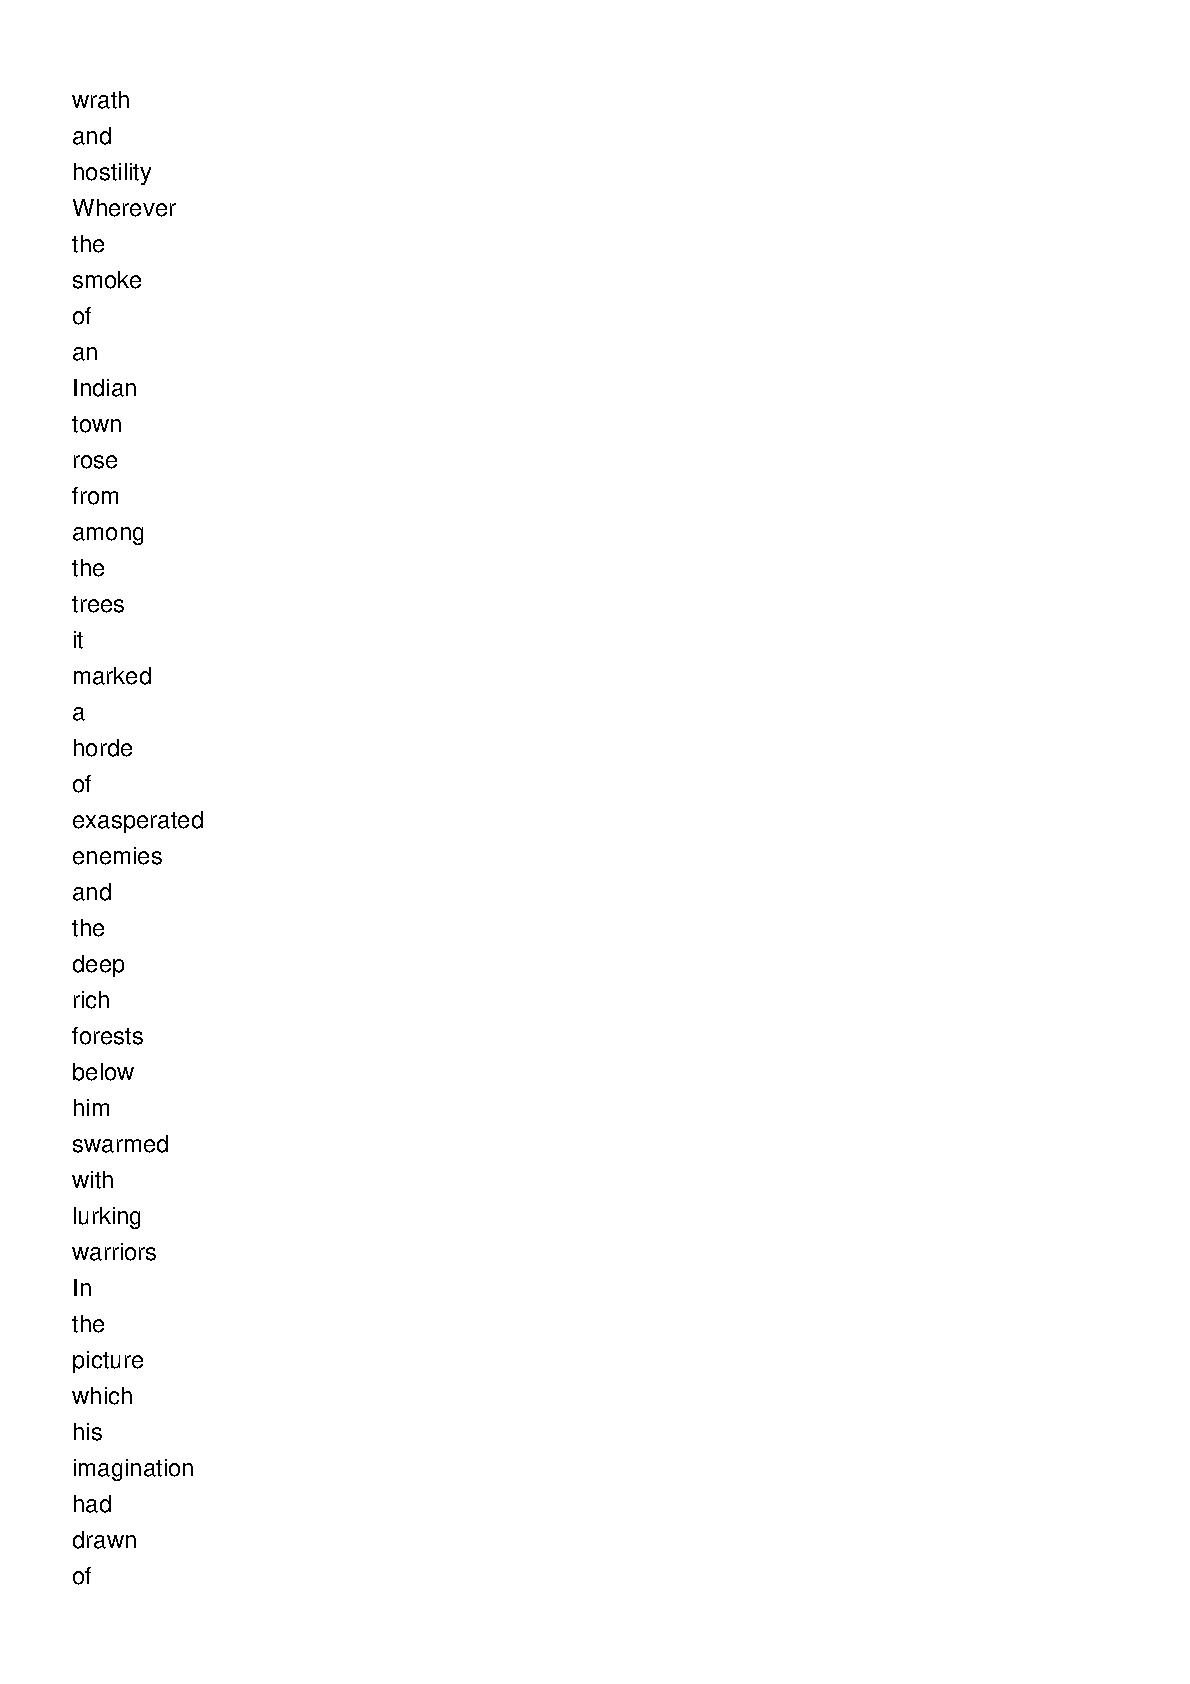 wrath
and
hostility
Wherever
the
smoke
of
an
Indian
town
rose
from
among
the
trees
it
marked
a
horde
of
exasperated
enemies
and
the
deep
rich
forests
below
him
swarmed
with
lurking
warriors
In
the
picture
which
his
imagination
had
drawn
of